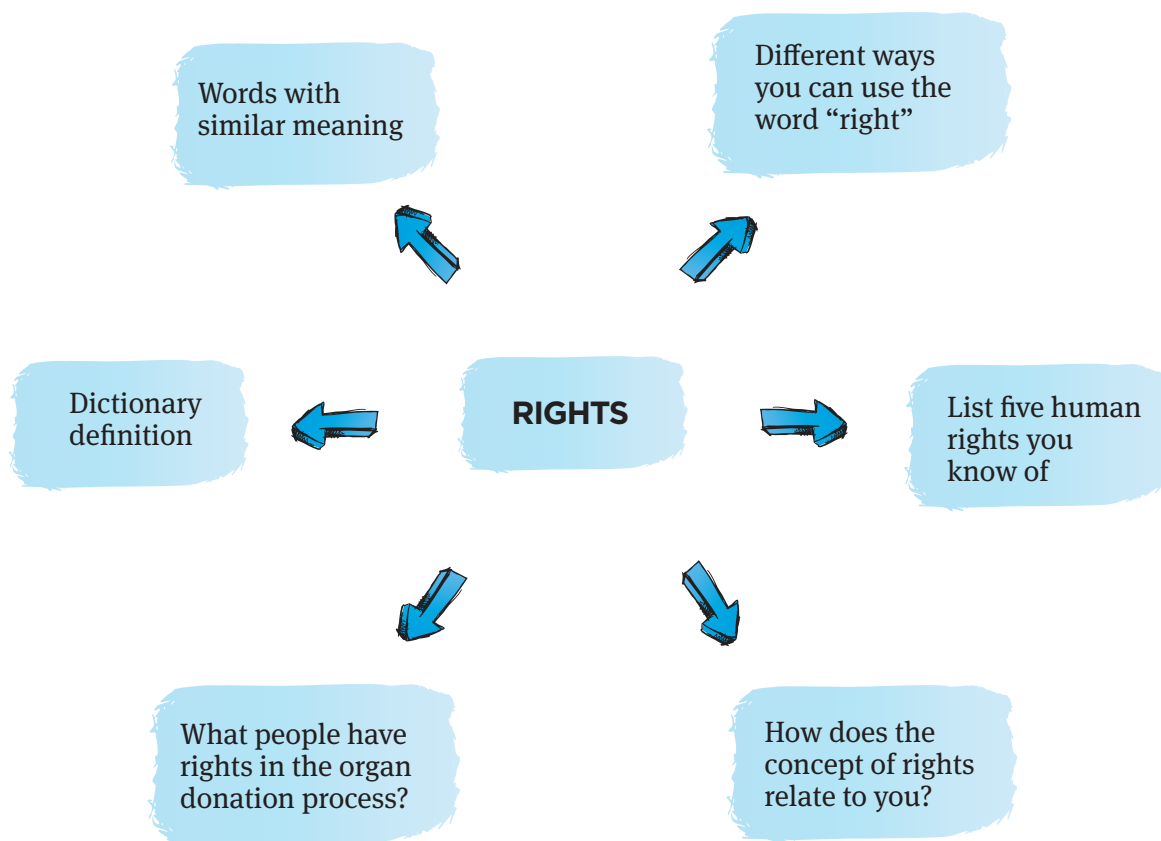 Words with
similar meaning
Different ways
you can use the
word “right”
Dictionary
definition
RIGHTS
List five human
rights you
know of
What people have
rights in the organ
donation process?
How does the
concept of rights
relate to you?